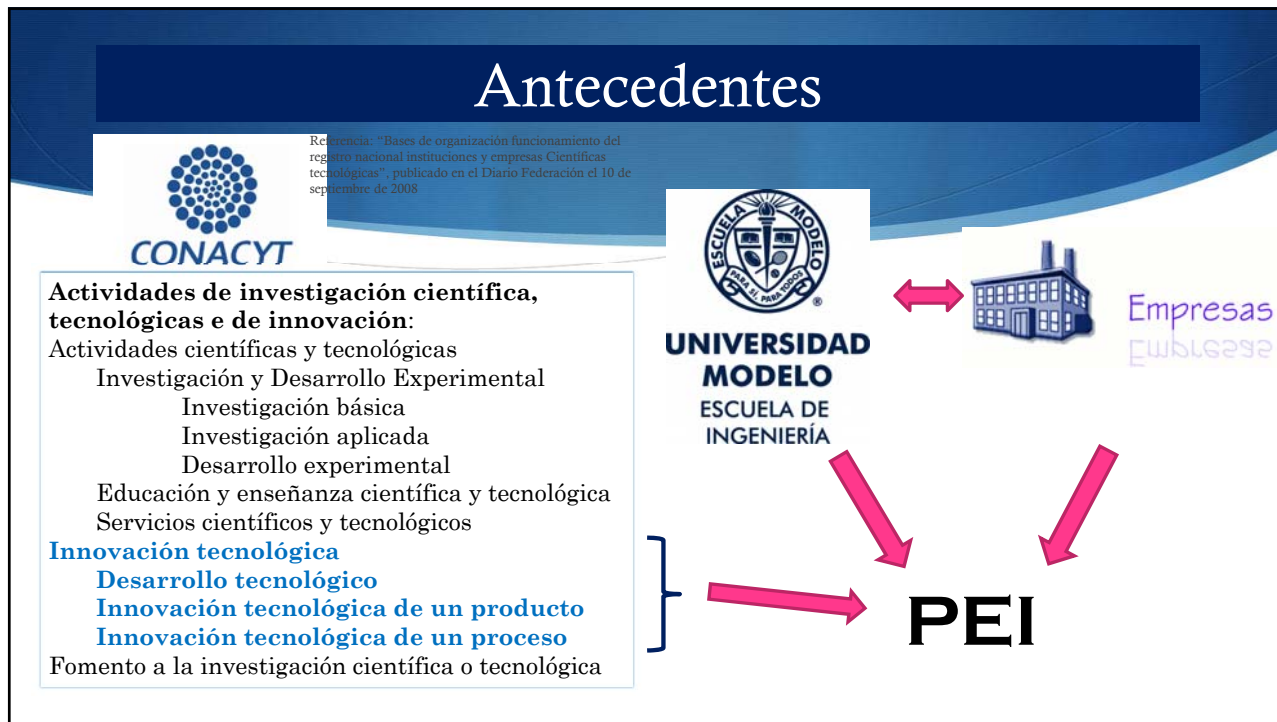 Antecedentes
Referencia: "Bases de organización funcionamiento del
registro nacional instituciones y empresas Científicas
tecnológicas", publicado en el Diario Federación el 10 de
septiembre de 2008
CONACYT
Actividades de investigación científica,
tecnológicas e de innovación:
Actividades científicas y tecnológicas
Investigación y Desarrollo Experimental
Investigación básica
Investigación aplicada
Desarrollo experimental
Educación y enseñanza científica y tecnológica
Servicios científicos y tecnológicos
Innovación tecnológica
Desarrollo tecnológico
Innovación tecnológica de un producto
Innovación tecnológica de un proceso
Fomento a la investigación científica o tecnológica
ESCUELA MODELO
PARA SÍ, PARA TODOS
®
UNIVERSIDAD
MODELO
ESCUELA DE
INGENIERÍA
Empresas
PEI